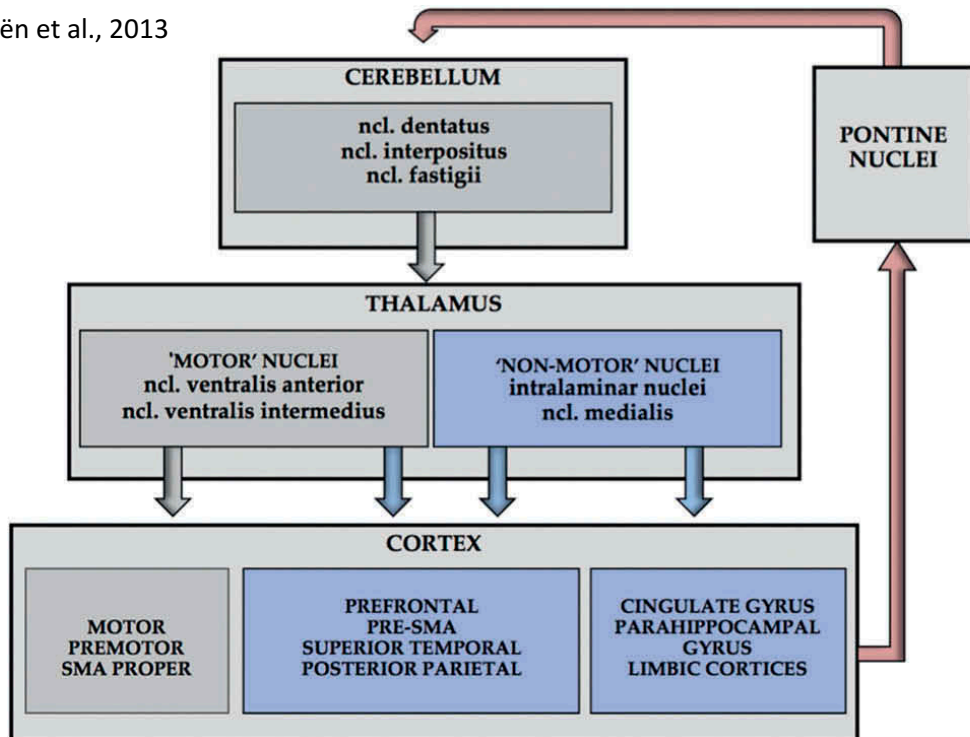 ën et al., 2013
CEREBELLUM
ncl. dentatus
ncl. interpositus
ncl. fastigii
PONTINE
NUCLEI
THALAMUS
'MOTOR' NUCLEI
ncl. ventralis anterior
ncl. ventralis intermedius
'NON-MOTOR' NUCLEI
intralaminar nuclei
ncl. medialis
CORTEX
MOTOR
PREMOTOR
SMA PROPER
PREFRONTAL
PRE-SMA
SUPERIOR TEMPORAL
POSTERIOR PARIETAL
CINGULATE GYRUS
PARAHIPPOCAMPAL
GYRUS
LIMBIC CORTICES